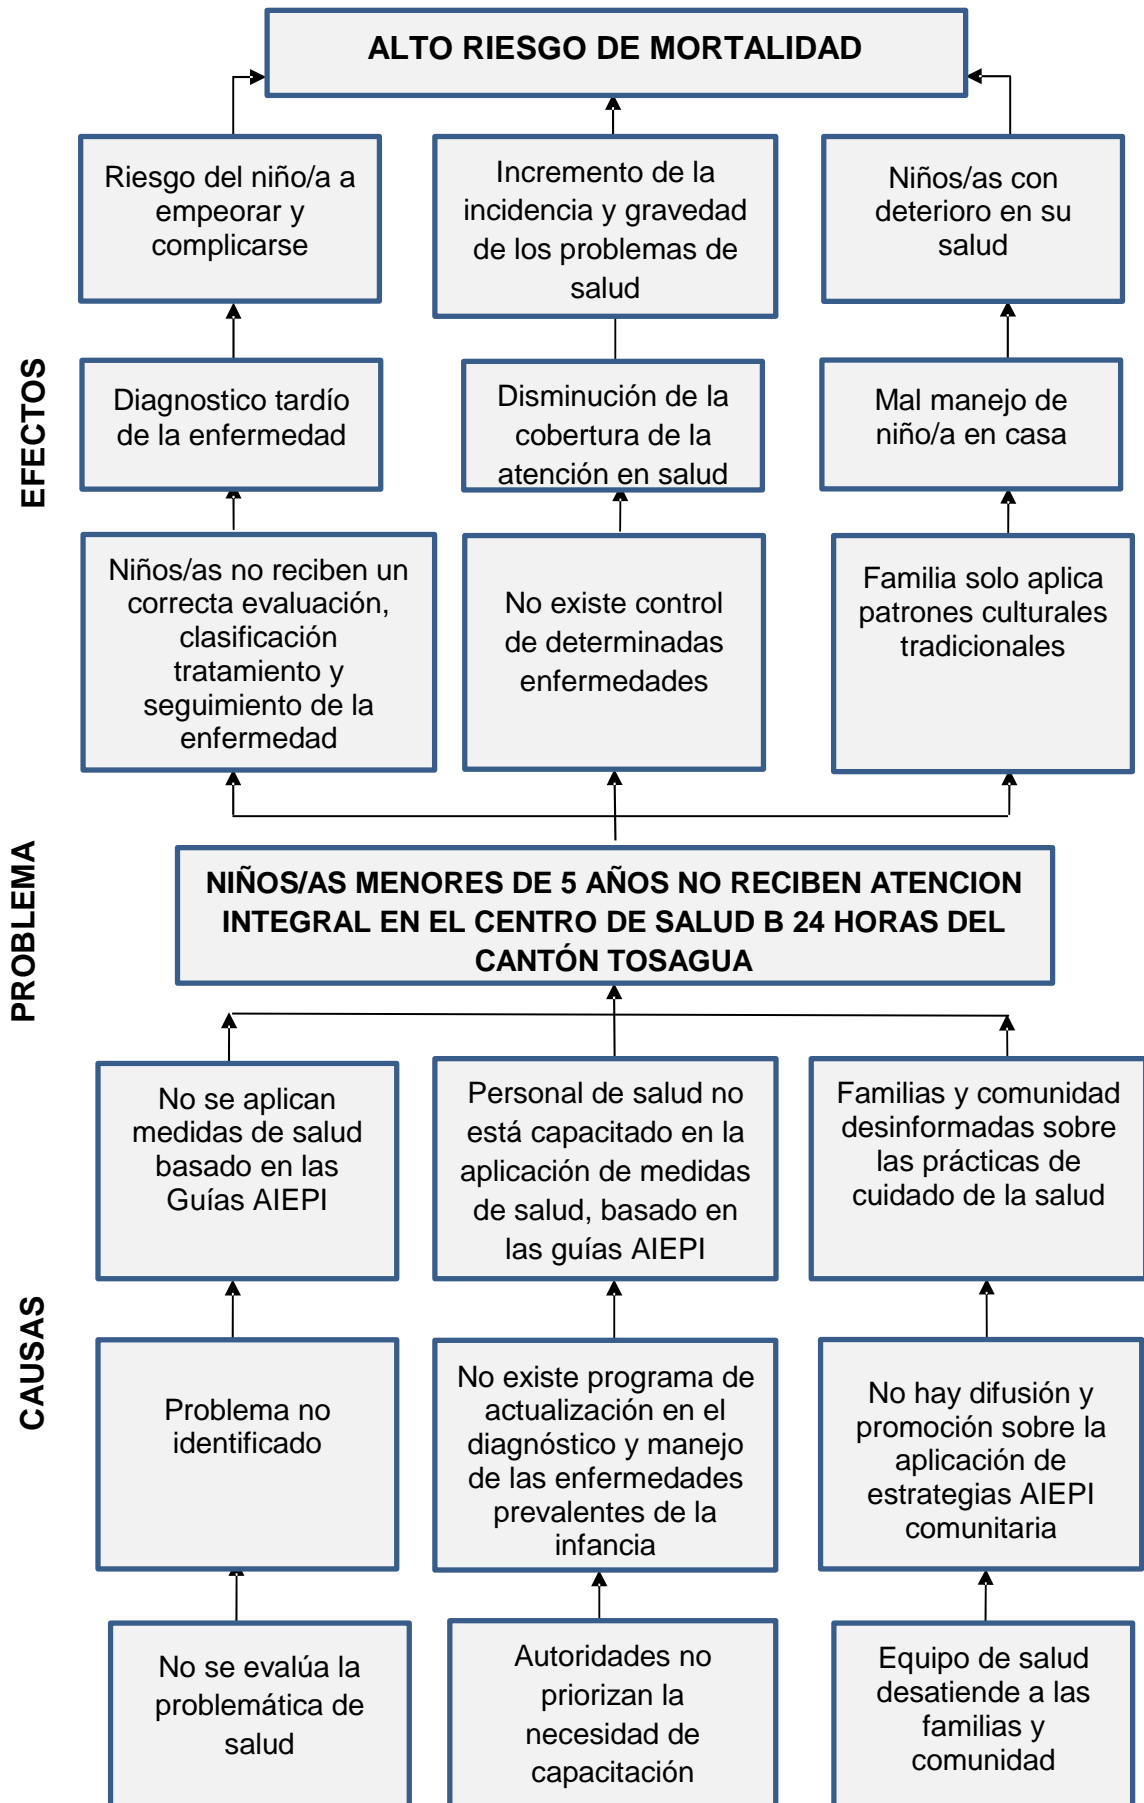 ALTO RIESGO DE MORTALIDAD
Riesgo del niño/a a
empeorar y
complicarse
Incremento de la
incidencia y gravedad
de los problemas de
salud
Niños/as con
deterioro en su
salud
EFECTOS
Diagnostico tardío
de la enfermedad
Disminución de la
cobertura de la
atención en salud
Mal manejo de
niño/a en casa
Niños/as no reciben un
correcta evaluación,
clasificación
tratamiento y
seguimiento de la
enfermedad
No existe control
de determinadas
enfermedades
Familia solo aplica
patrones culturales
tradicionales
PROBLEMA
NIÑOS/AS MENORES DE 5 AÑOS NO RECIBEN ATENCION
INTEGRAL EN EL CENTRO DE SALUD B 24 HORAS DEL
CANTÓN TOSAGUA
No se aplican
medidas de salud
basado en las
Guías AIEPI
Personal de salud no
está capacitado en la
aplicación de medidas
de salud, basado en
las guías AIEPI
Familias y comunidad
desinformadas sobre
las prácticas de
cuidado de la salud
CAUSAS
Problema no
identificado
No existe programa de
actualización en el
diagnóstico y manejo
de las enfermedades
prevalentes de la
infancia
No hay difusión y
promoción sobre la
aplicación de
estrategias AIEPI
comunitaria
No se evalúa la
problemática de
salud
Autoridades no
priorizan la
necesidad de
capacitación
Equipo de salud
desatiende a las
familias y
comunidad